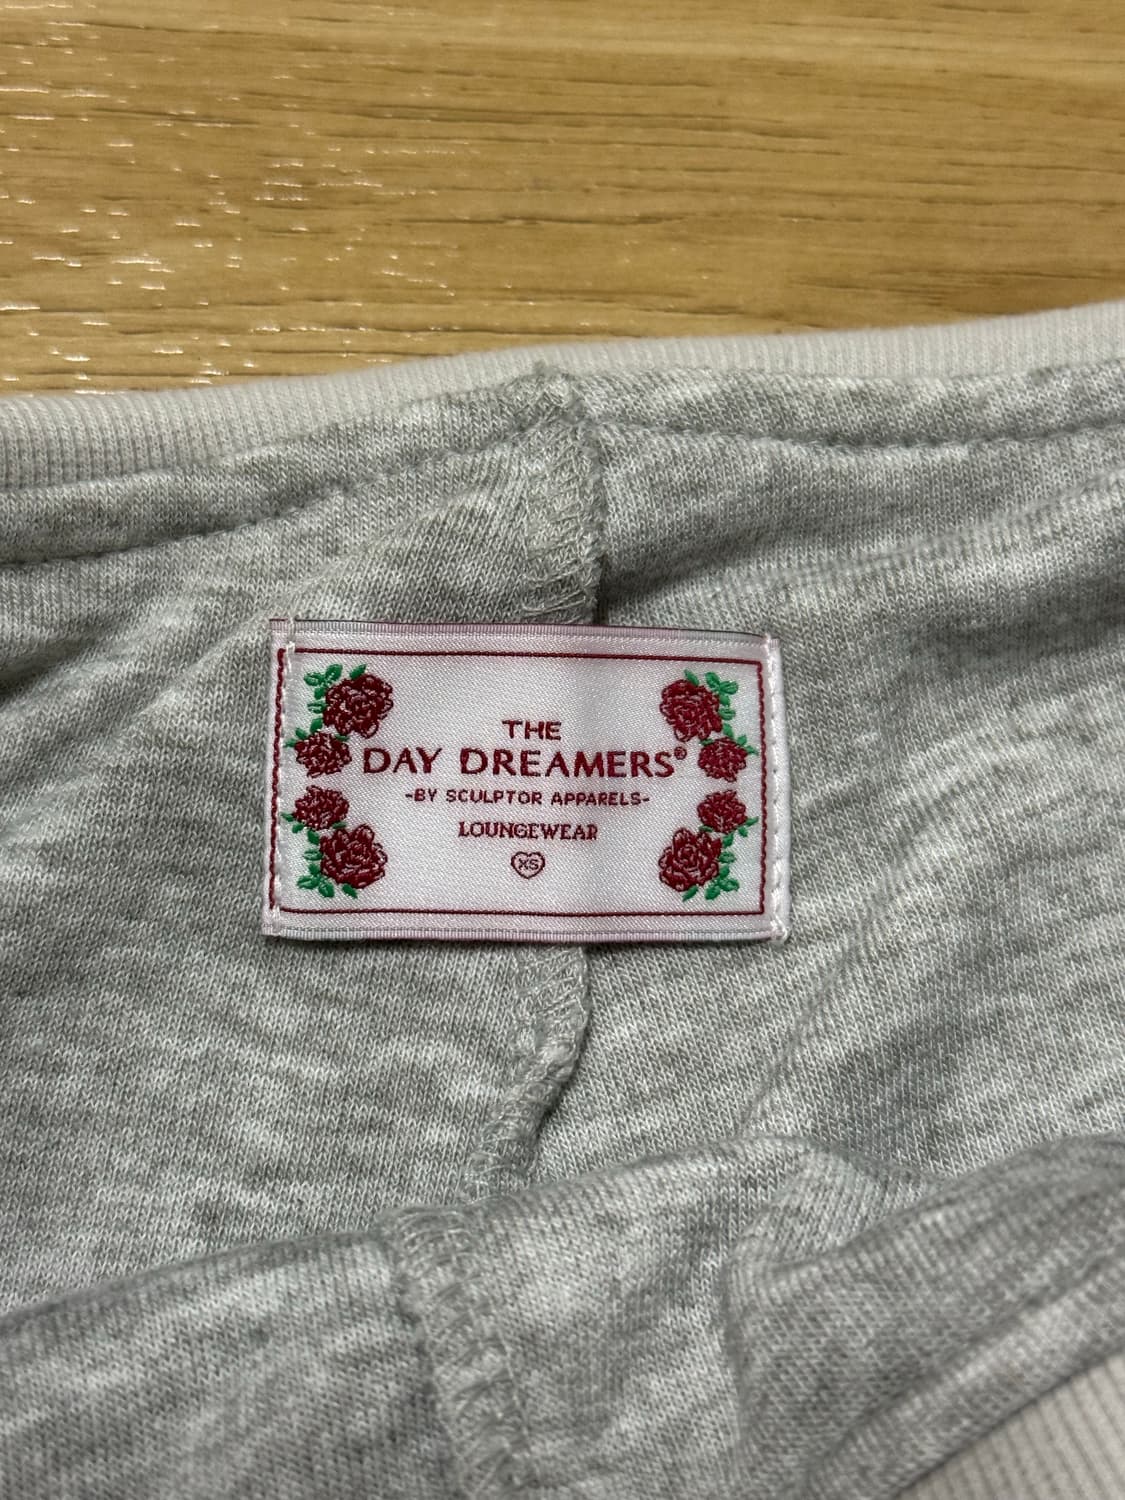 THE
DAY DREAMERS®
-BY SCULPTOR APPARELS-
LOUNGEWEAR
XS